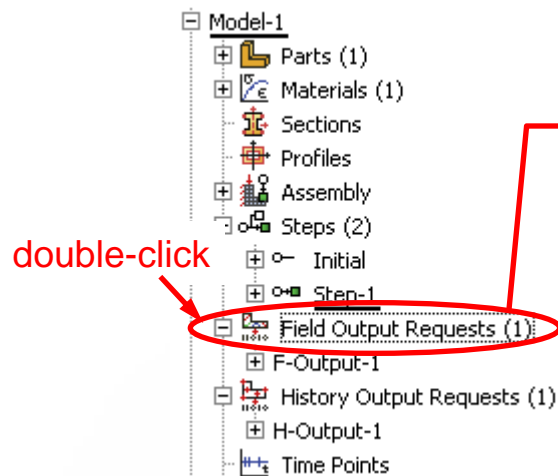 Model-1
Parts (1)
Materials (1)
Sections
Profiles
Assembly
Steps (2)
double-click
Initial
Step-1
Field Output Requests (1)
F-Output-1
History Output Requests (1)
H-Output-1
Time Points